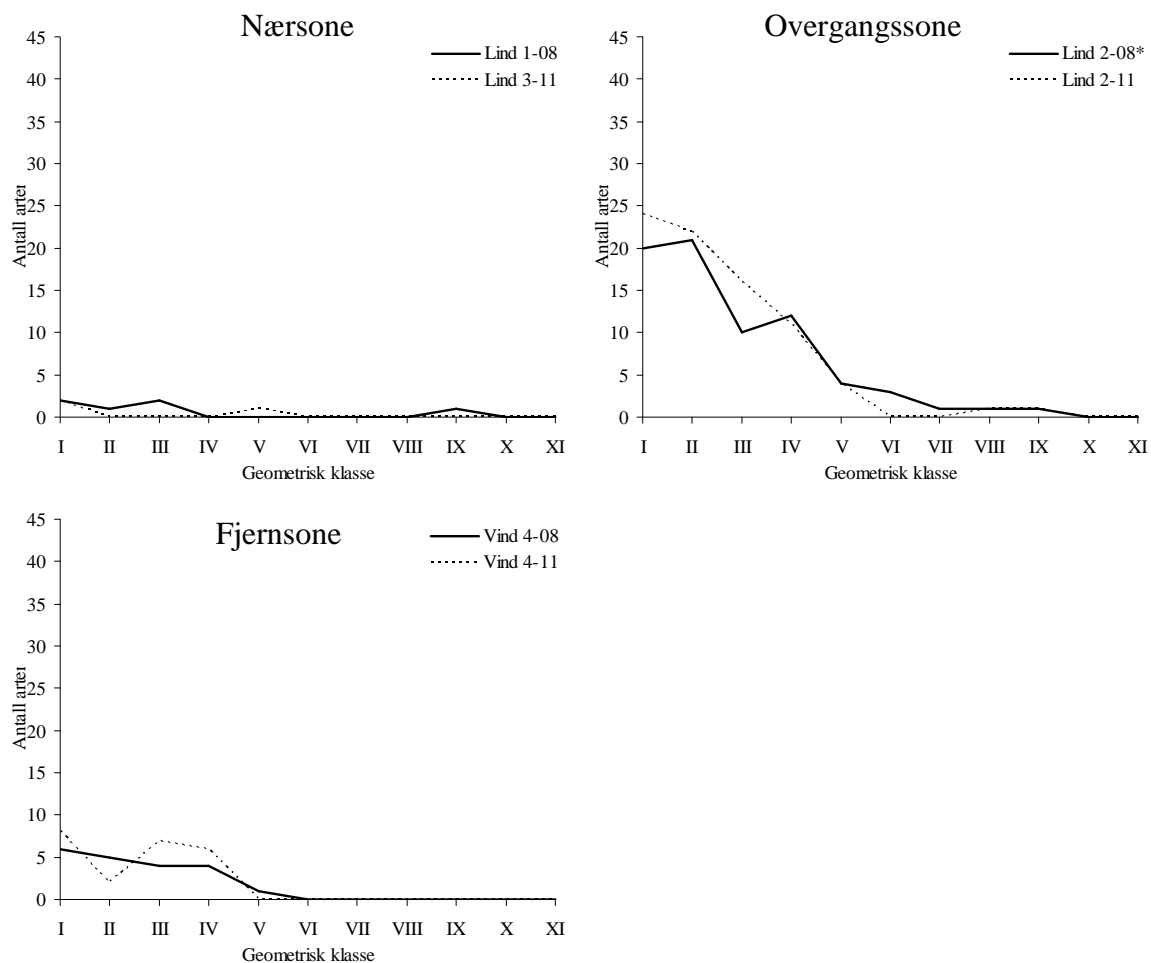 Nærsone
Lind 1-08
Lind 3-11
45
40
35
30
25
20
15
10
5
0
Antall arter
I II III IV V VI VII VIII IX X XI
Geometrisk klasse
Overgangssone
Lind 2-08*
Lind 2-11
45
40
35
30
25
20
15
10
5
0
Antall arter
I II III IV V VI VII VIII IX X XI
Geometrisk klasse
Fjernsone
Vind 4-08
Vind 4-11
45
40
35
30
25
20
15
10
5
0
Antall arter
I II III IV V VI VII VIII IX X XI
Geometrisk klasse